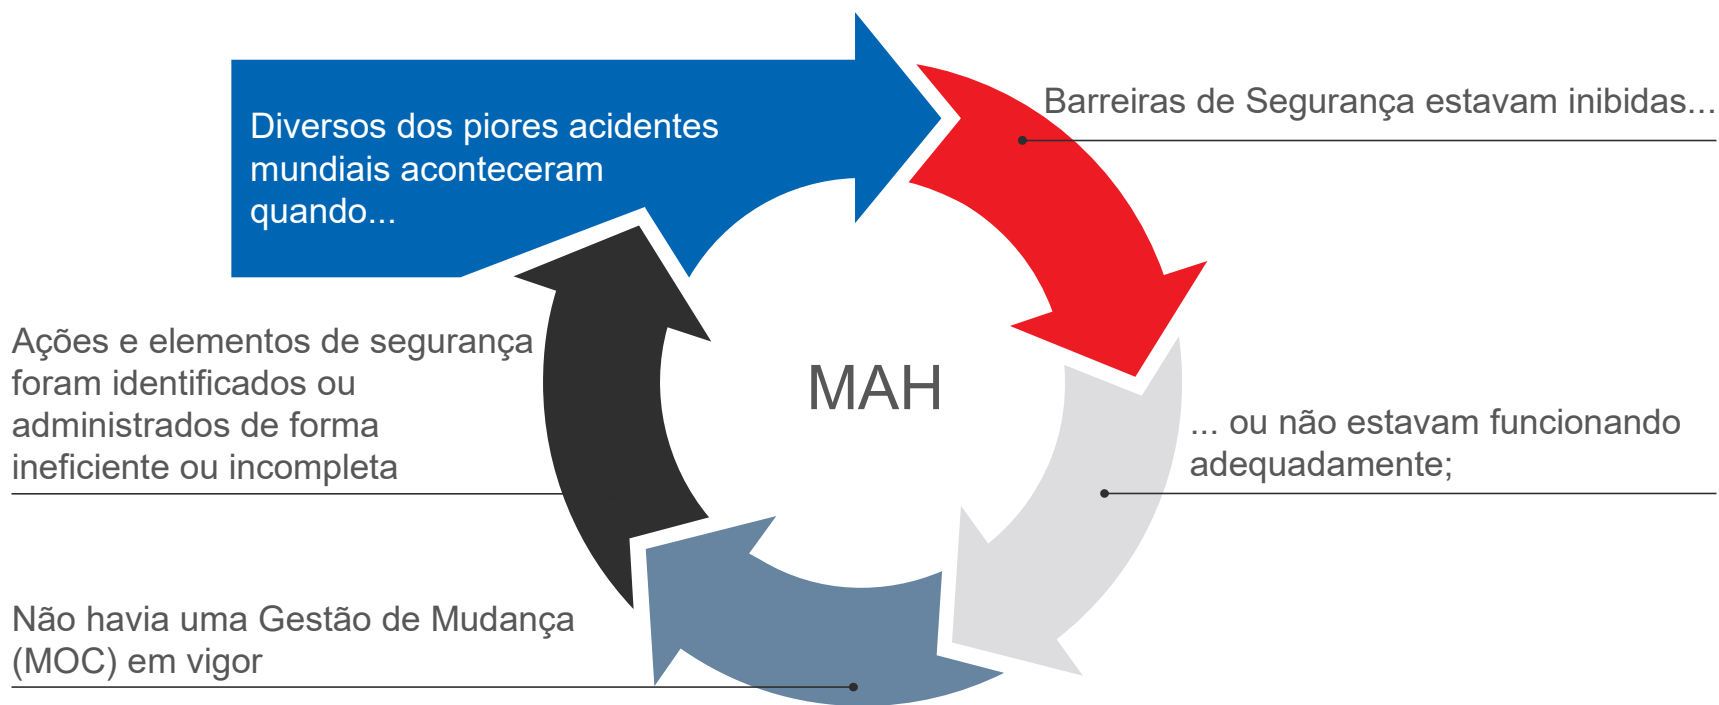 Diversos dos piores acidentes
mundiais aconteceram
quando...
Barreiras de Segurança estavam inibidas...
... ou não estavam funcionando
adequadamente;
Não havia uma Gestão de Mudança
(MOC) em vigor
Ações e elementos de segurança
foram identificados ou
administrados de forma
ineficiente ou incompleta
MAH